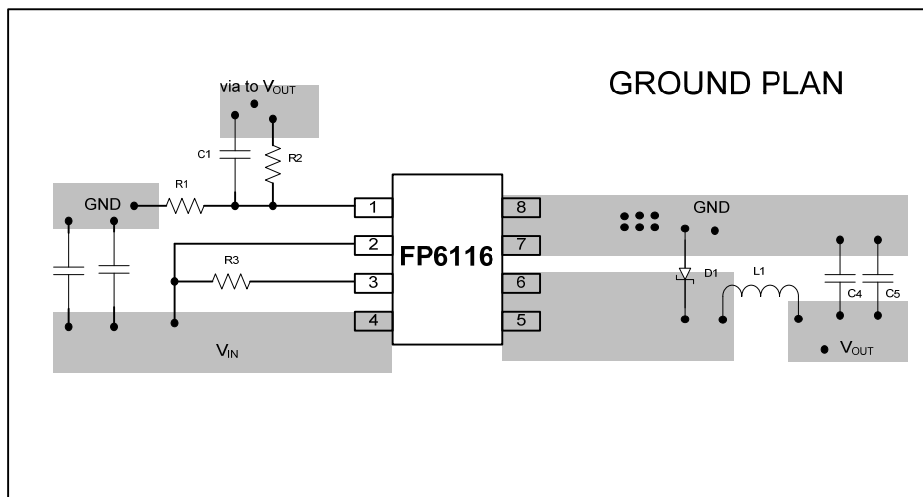 GROUND PLAN
via to VOUT
C1
R2
R1
GND
1
2
3
4
R3
FP6116
8
7
6
5
GND
D1
L1
C4
C5
VIN
VOUT